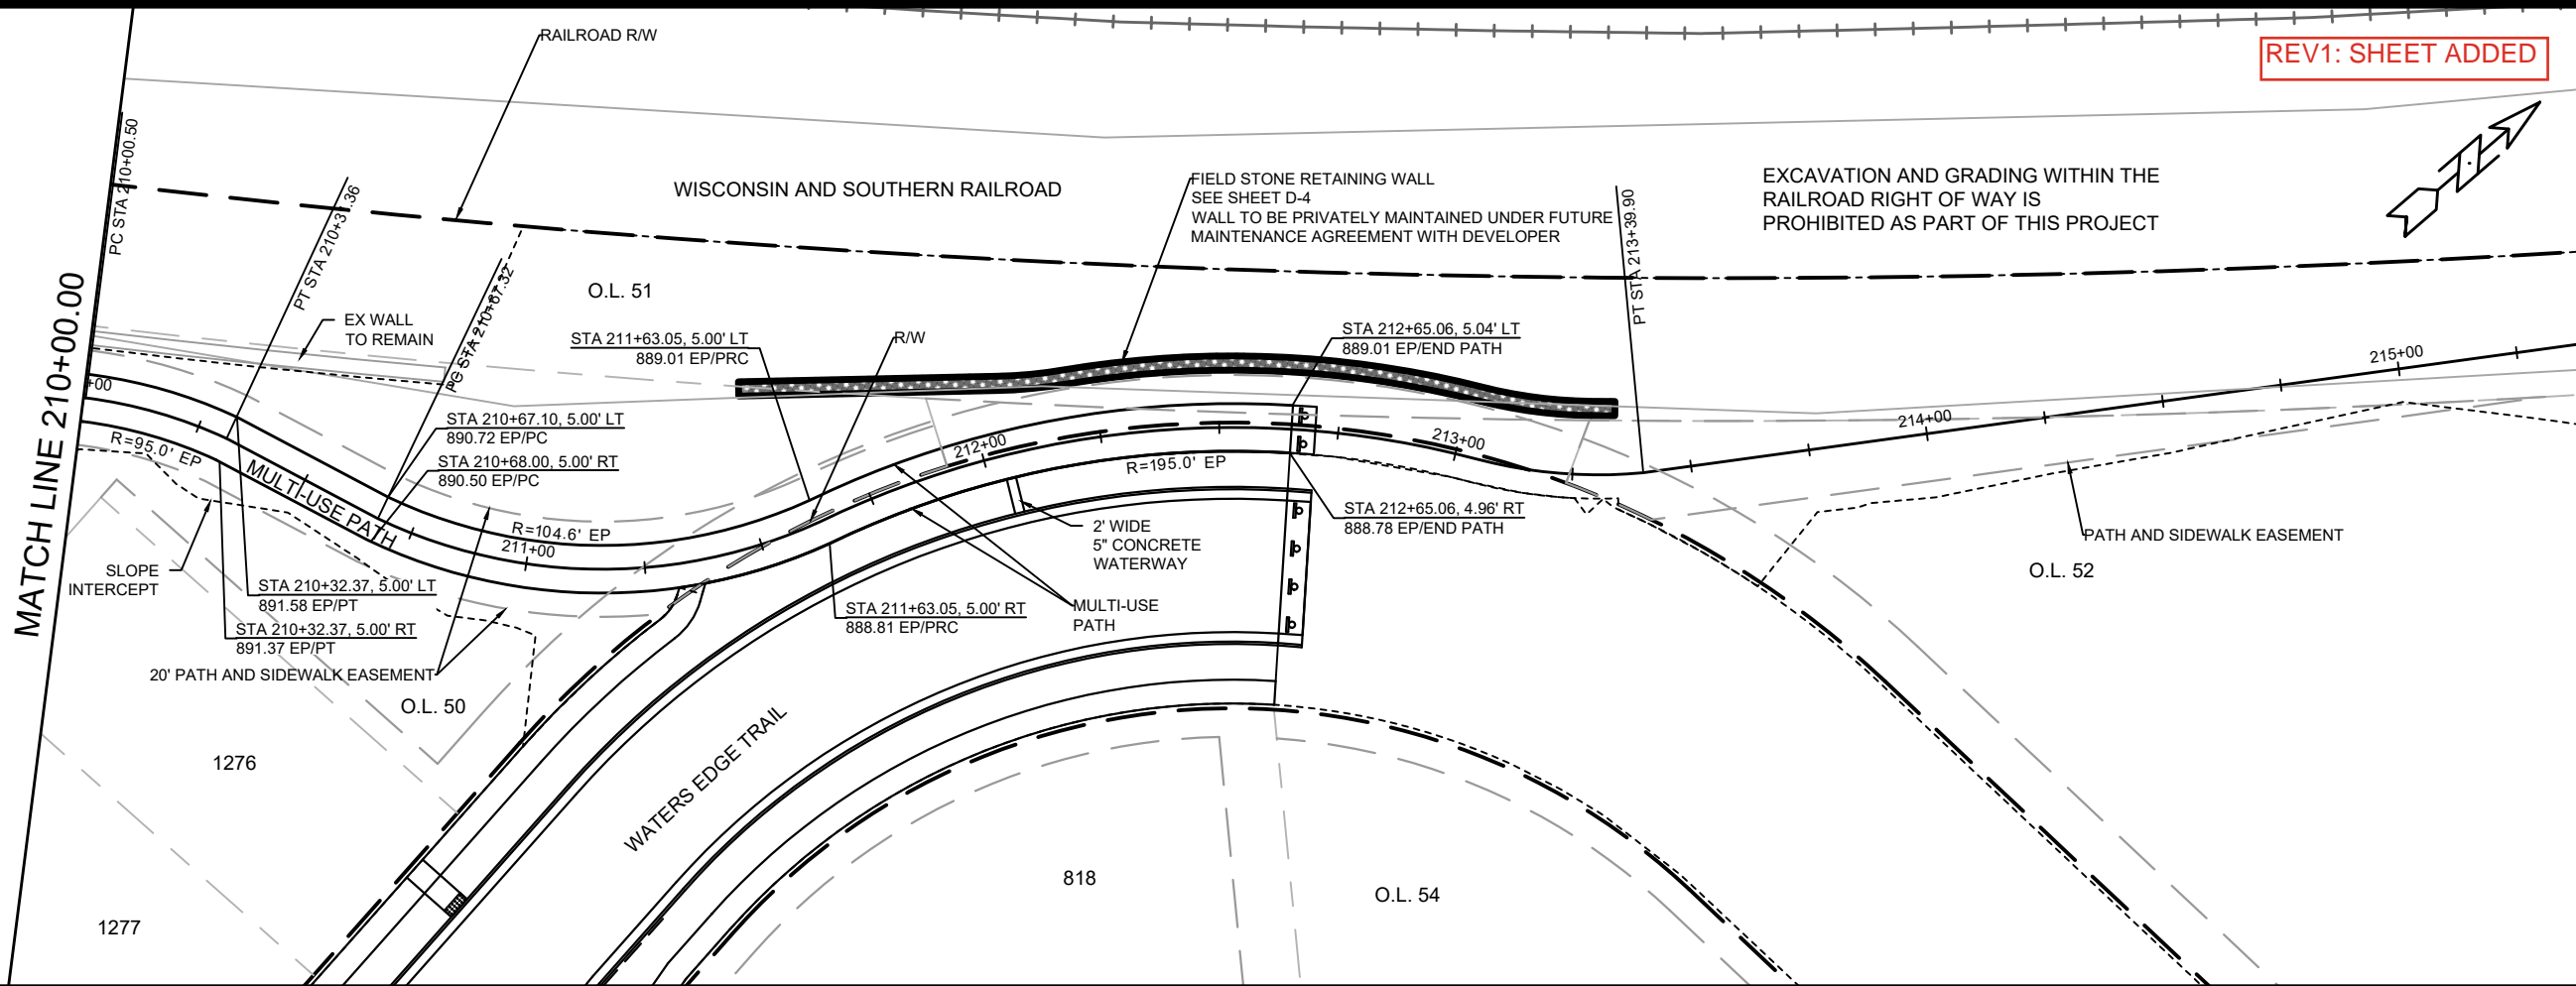 RAILROAD R/W
REV1: SHEET ADDED
PC STA 210+00.50
PT STA 210+31.36
PC STA 210+67.32
WISCONSIN AND SOUTHERN RAILROAD
FIELD STONE RETAINING WALL
SEE SHEET D-4
WALL TO BE PRIVATELY MAINTAINED UNDER FUTURE
MAINTENANCE AGREEMENT WITH DEVELOPER
PT STA 213+39.90
EXCAVATION AND GRADING WITHIN THE
RAILROAD RIGHT OF WAY IS
PROHIBITED AS PART OF THIS PROJECT
MATCH LINE 210+00.00
O.L. 51
EX WALL
TO REMAIN
STA 211+63.05, 5.00' LT
889.01 EP/PRC
R/W
STA 212+65.06, 5.04' LT
889.01 EP/END PATH
215+00
+00
STA 210+67.10, 5.00' LT
890.72 EP/PC
STA 210+68.00, 5.00' RT
890.50 EP/PC
R=95.0' EP
MULTI-USE PATH
212+00
R=195.0' EP
213+00
214+00
R=104.6' EP
211+00
STA 212+65.06, 4.96' RT
888.78 EP/END PATH
2' WIDE
5" CONCRETE
WATERWAY
PATH AND SIDEWALK EASEMENT
O.L. 52
SLOPE
INTERCEPT
STA 210+32.37, 5.00' LT
891.58 EP/PT
STA 210+32.37, 5.00' RT
891.37 EP/PT
STA 211+63.05, 5.00' RT
888.81 EP/PRC
MULTI-USE
PATH
20' PATH AND SIDEWALK EASEMENT
O.L. 50
1276
WATERS EDGE TRAIL
818
O.L. 54
1277